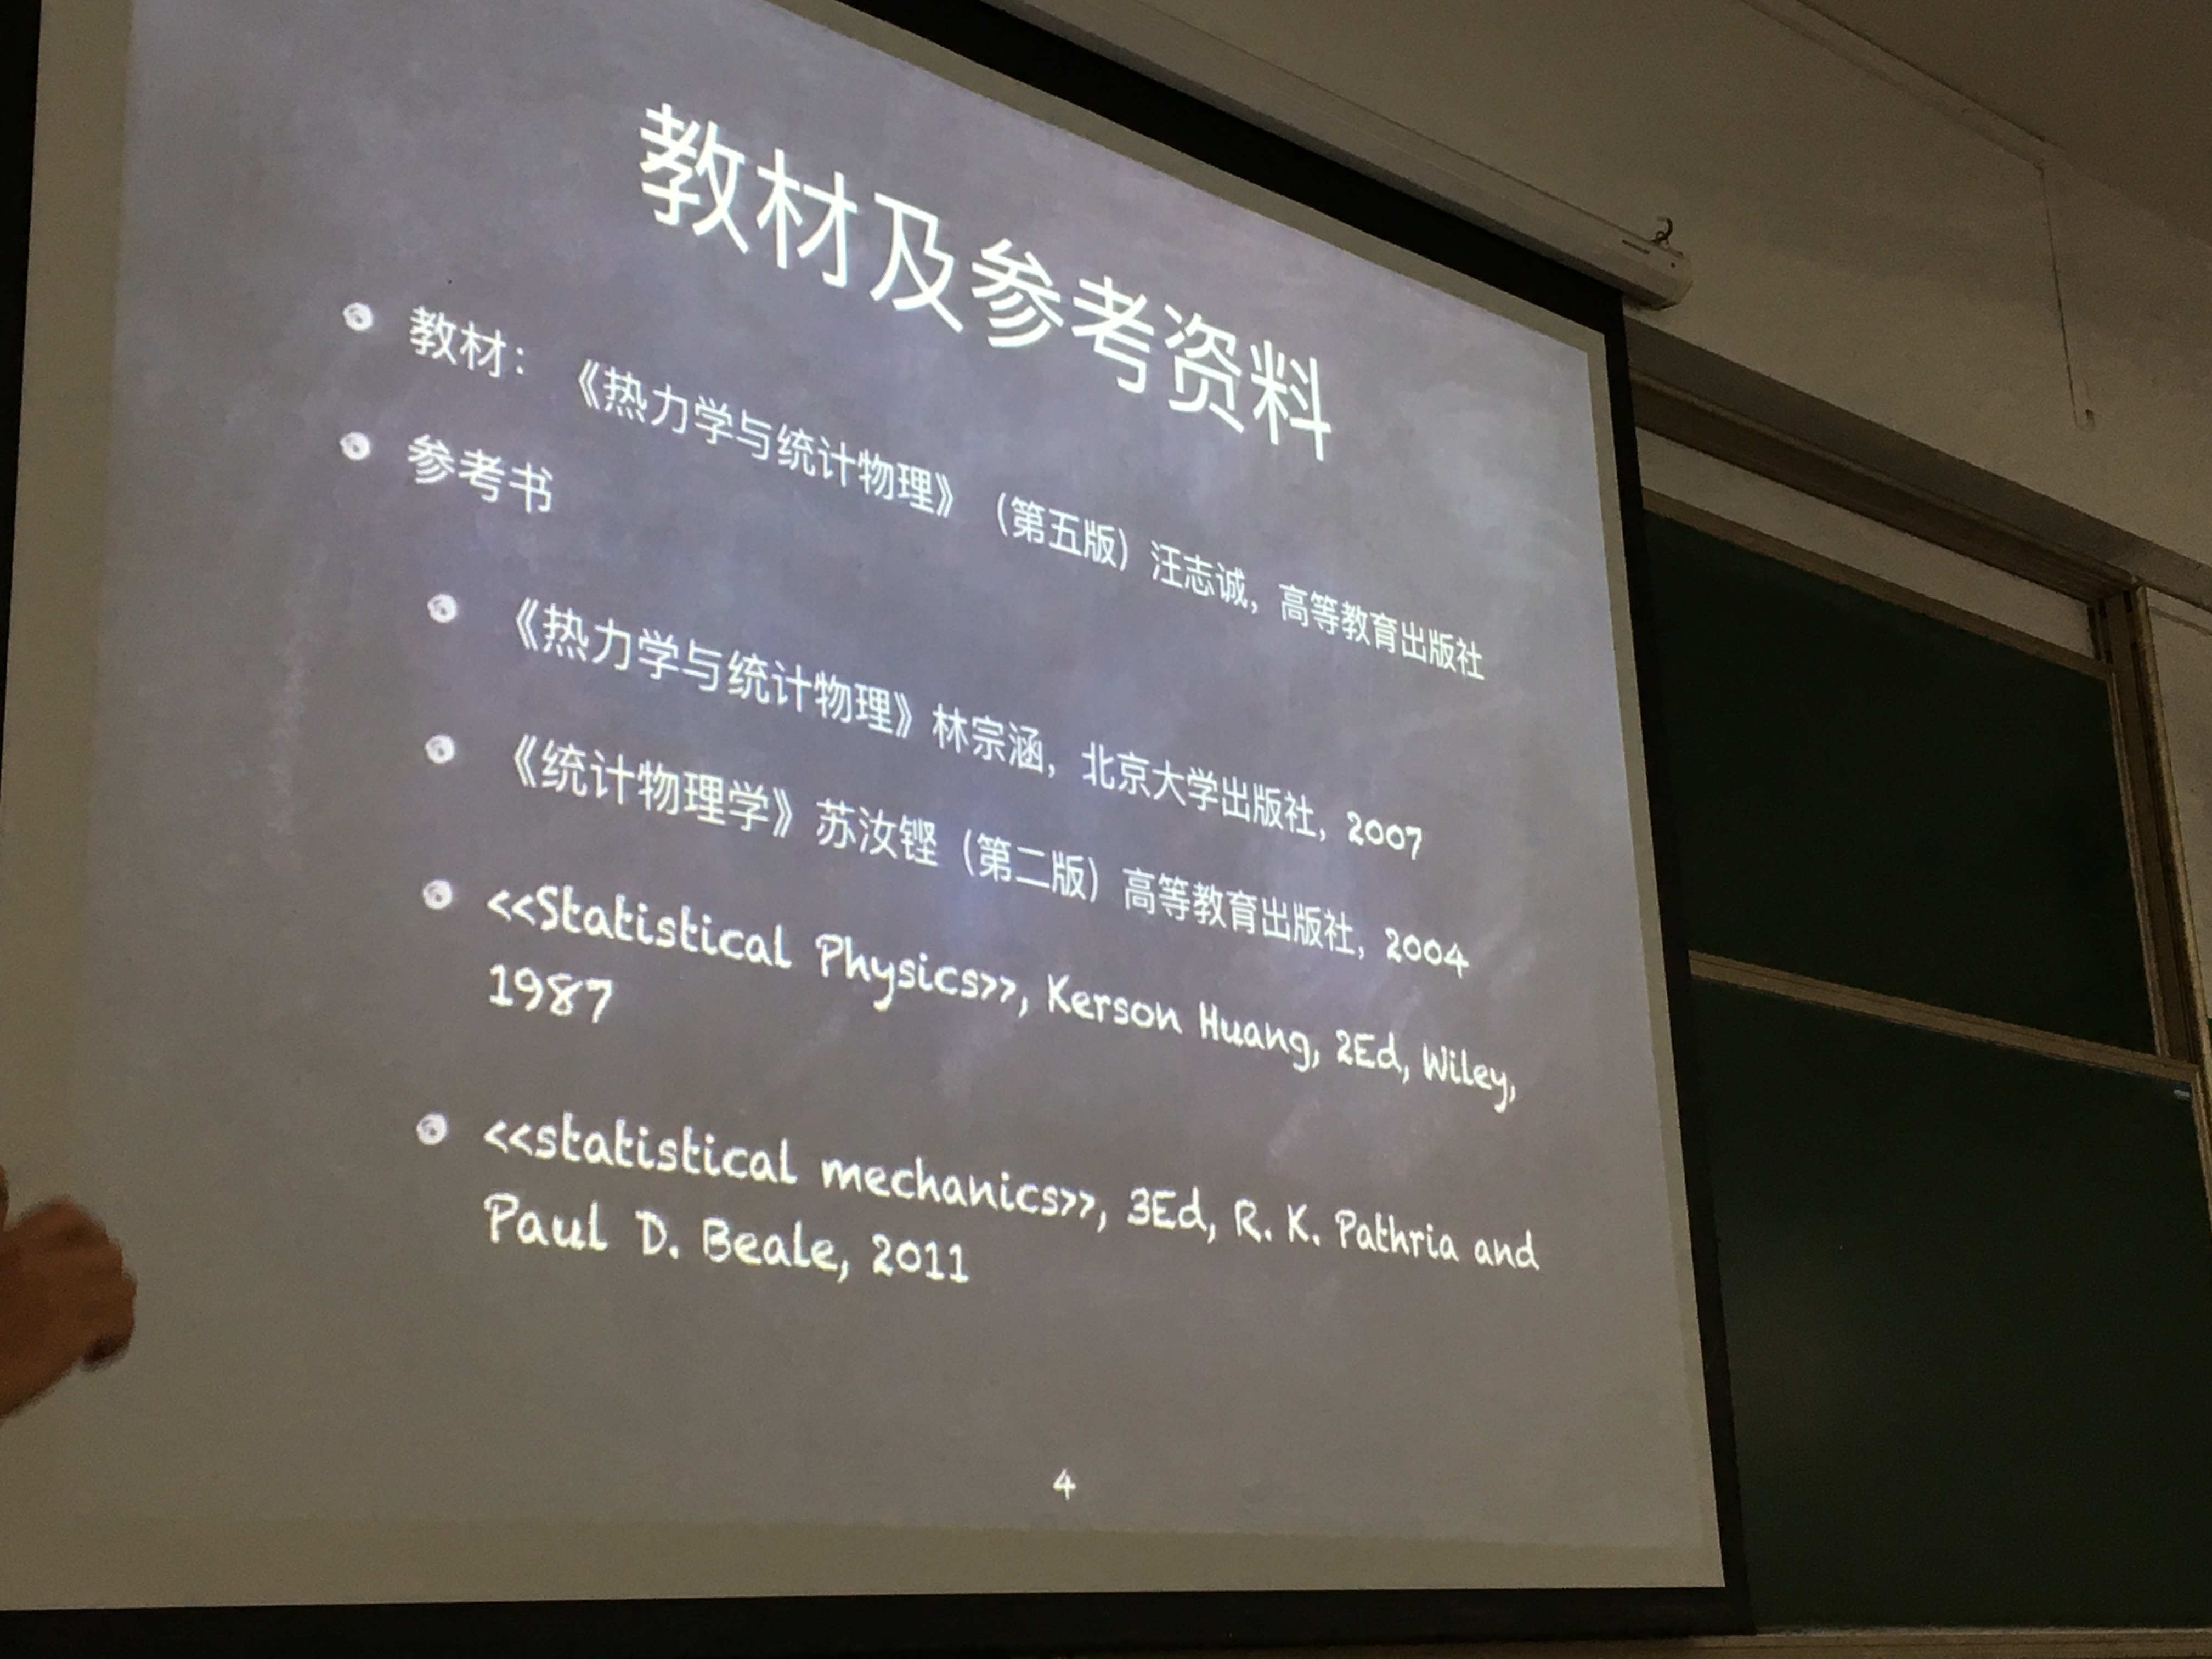 教材及参考资料
教材：《热力学与统计物理》（第五版）汪志诚，高等教育出版社
参考书
《热力学与统计物理》林宗涵，北京大学出版社，2007
《统计物理学》苏汝铿（第二版）高等教育出版社，2004
<<Statistical Physics>>, Kerson Huang, 2Ed, Wiley,
1987
<<statistical mechanics>>, 3Ed, R. K. Pathria and
Paul D. Beale, 2011
4